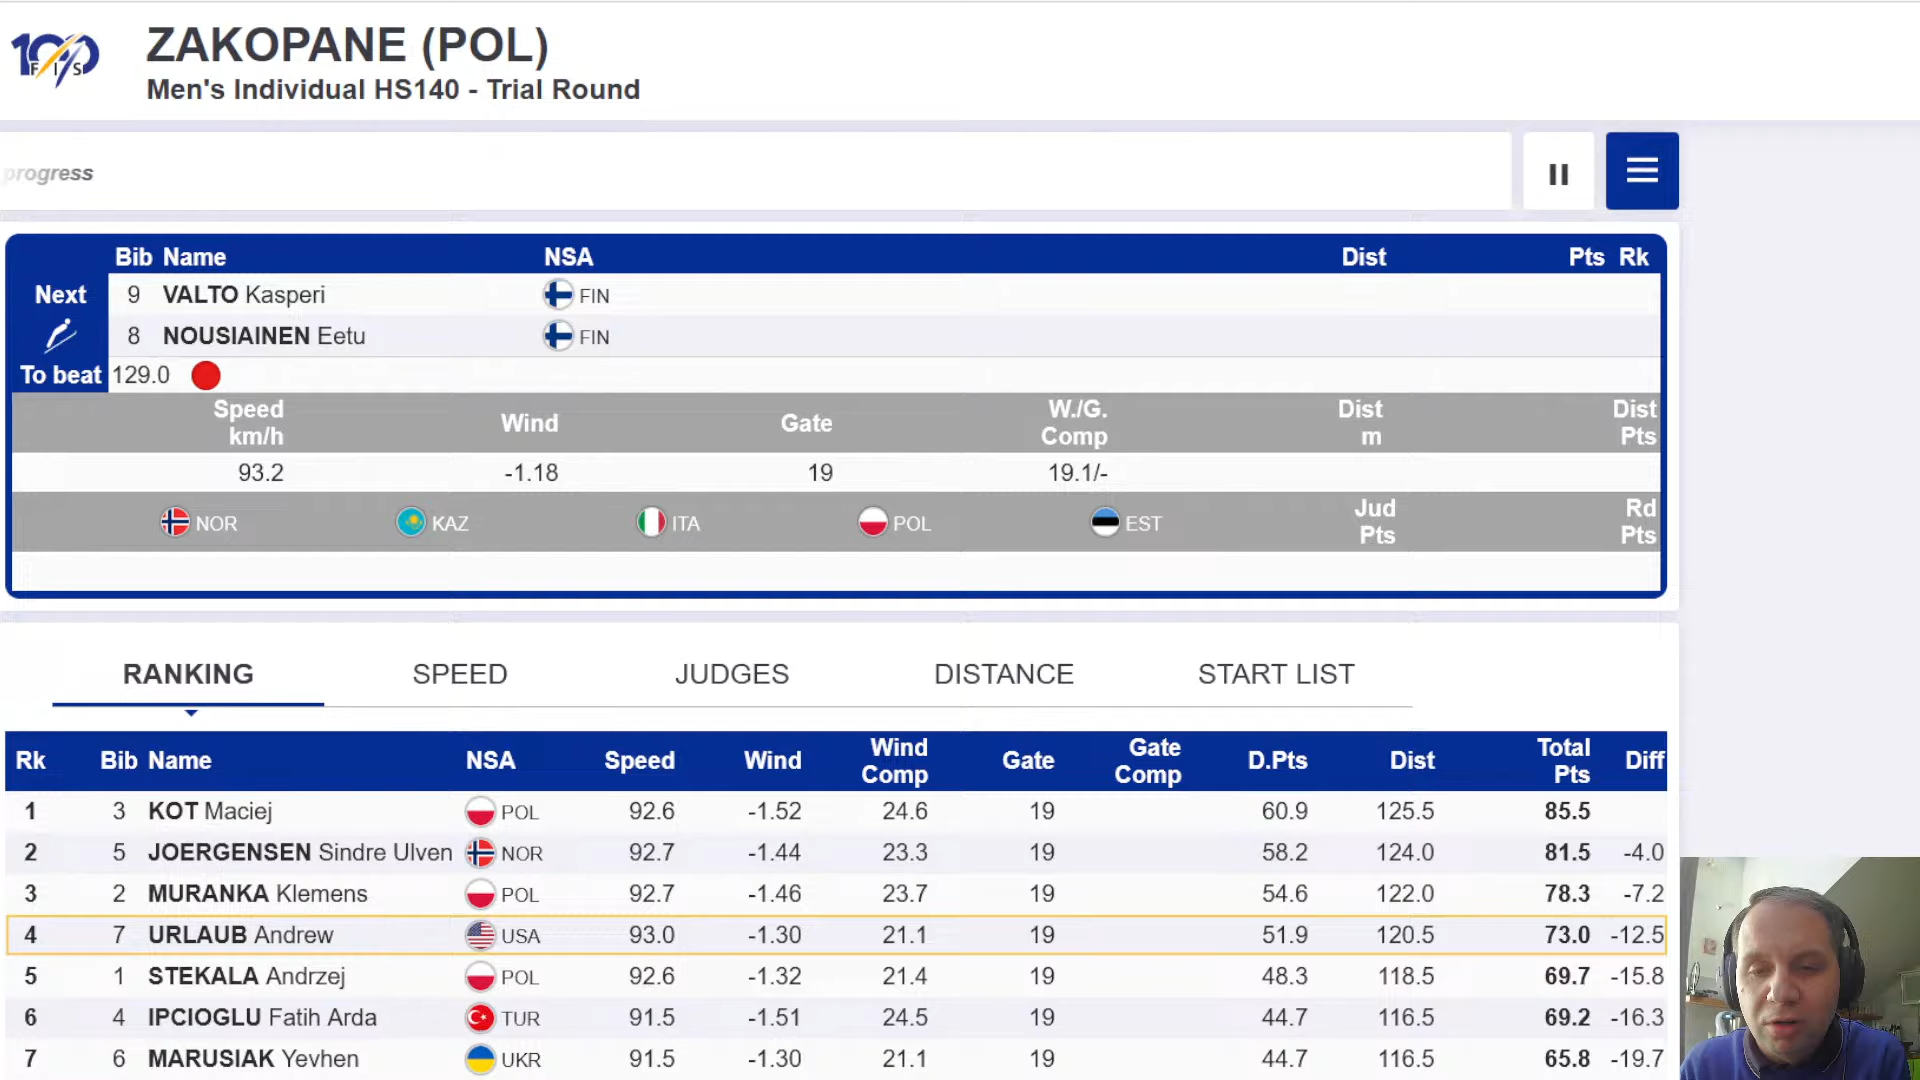 100
FIS
ZAKOPANE (POL)
Men's Individual HS140 - Trial Round
progress
Bib Name NSA Dist Pts Rk
Next 9 VALTO Kasperi FIN
8 NOUSIAINEN Eetu FIN
To beat 129.0
Speed km/h Wind Gate W./G. Comp Dist m Dist Pts
93.2 -1.18 19 19.1/-
NOR KAZ ITA POL EST Jud Pts Rd Pts
RANKING SPEED JUDGES DISTANCE START LIST
Rk Bib Name NSA Speed Wind Wind Comp Gate Gate Comp D.Pts Dist Total Pts Diff
1 3 KOT Maciej POL 92.6 -1.52 24.6 19 60.9 125.5 85.5
2 5 JOERGENSEN Sindre Ulven NOR 92.7 -1.44 23.3 19 58.2 124.0 81.5 -4.0
3 2 MURANKA Klemens POL 92.7 -1.46 23.7 19 54.6 122.0 78.3 -7.2
4 7 URLAUB Andrew USA 93.0 -1.30 21.1 19 51.9 120.5 73.0 -12.5
5 1 STEKALA Andrzej POL 92.6 -1.32 21.4 19 48.3 118.5 69.7 -15.8
6 4 IPCIOGLU Fatih Arda TUR 91.5 -1.51 24.5 19 44.7 116.5 69.2 -16.3
7 6 MARUSIAK Yevhen UKR 91.5 -1.30 21.1 19 44.7 116.5 65.8 -19.7